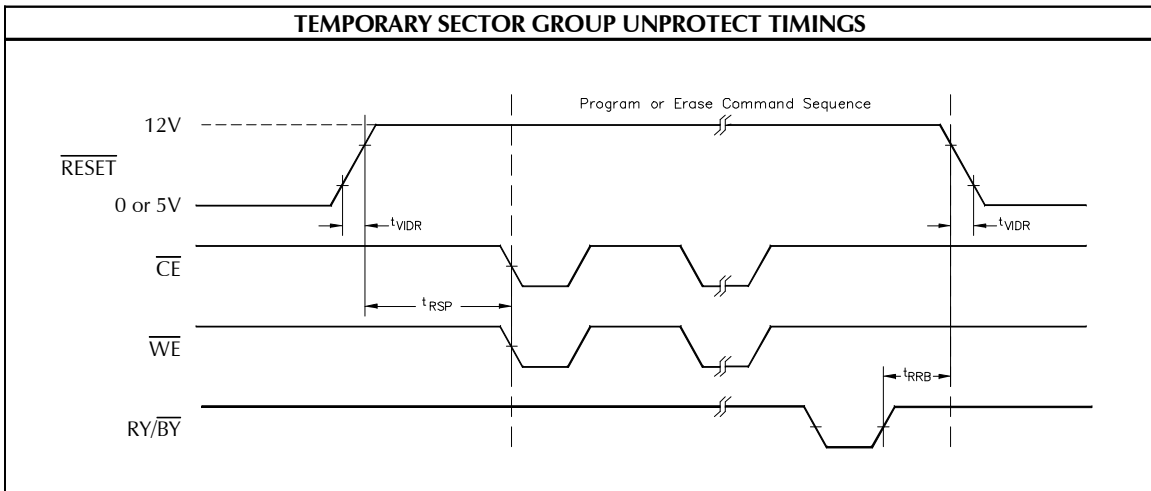 TEMPORARY SECTOR GROUP UNPROTECT TIMINGS
Program or Erase Command Sequence
12V
RESET
0 or 5V
tVIDR
tVIDR
CE
tRSP
WE
tRRB
RY/BY